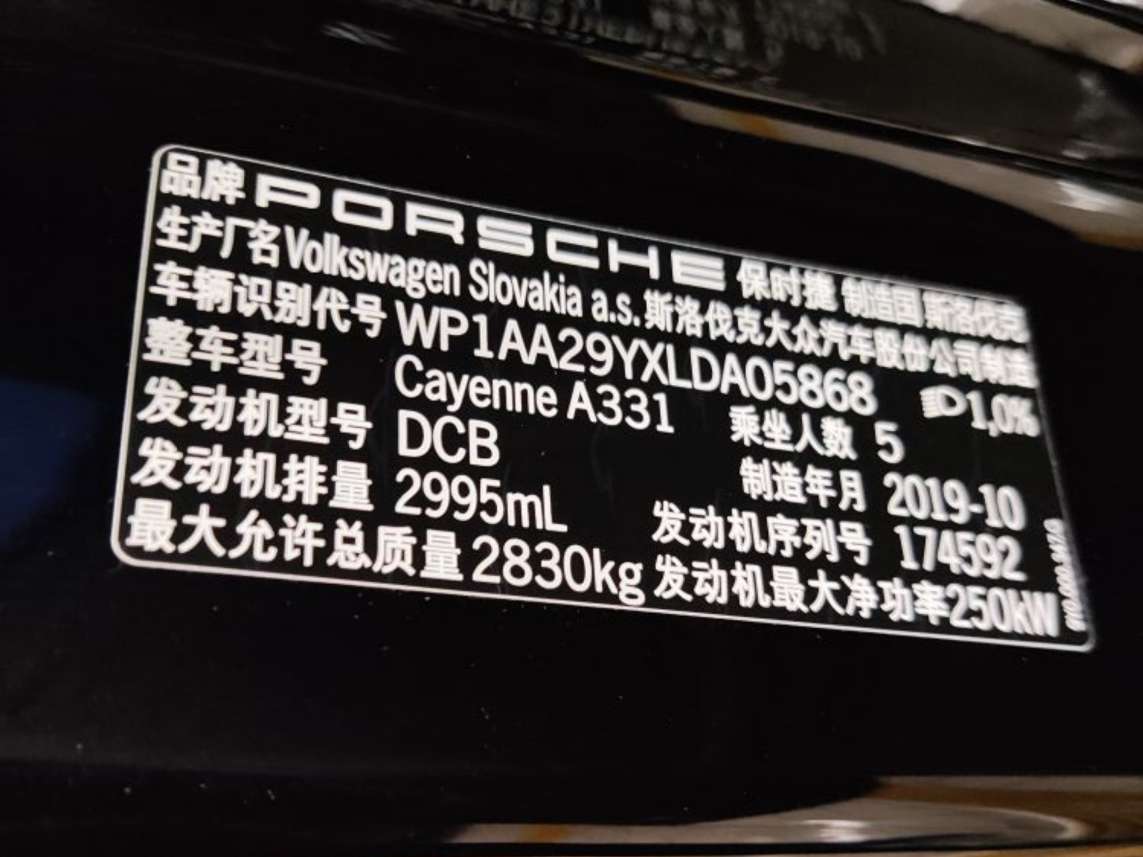 品牌 PORSCHE 保时捷 制造国 斯洛伐克
生产厂名 Volkswagen Slovakia a.s. 斯洛伐克大众汽车股份公司制造
车辆识别代号 WP1AA29YXLDA05868 1,0%
整车型号 Cayenne A331 乘坐人数 5
发动机型号 DCB 制造年月 2019-10
发动机排量 2995mL 发动机序列号 174592
最大允许总质量 2830kg 发动机最大净功率 250kW